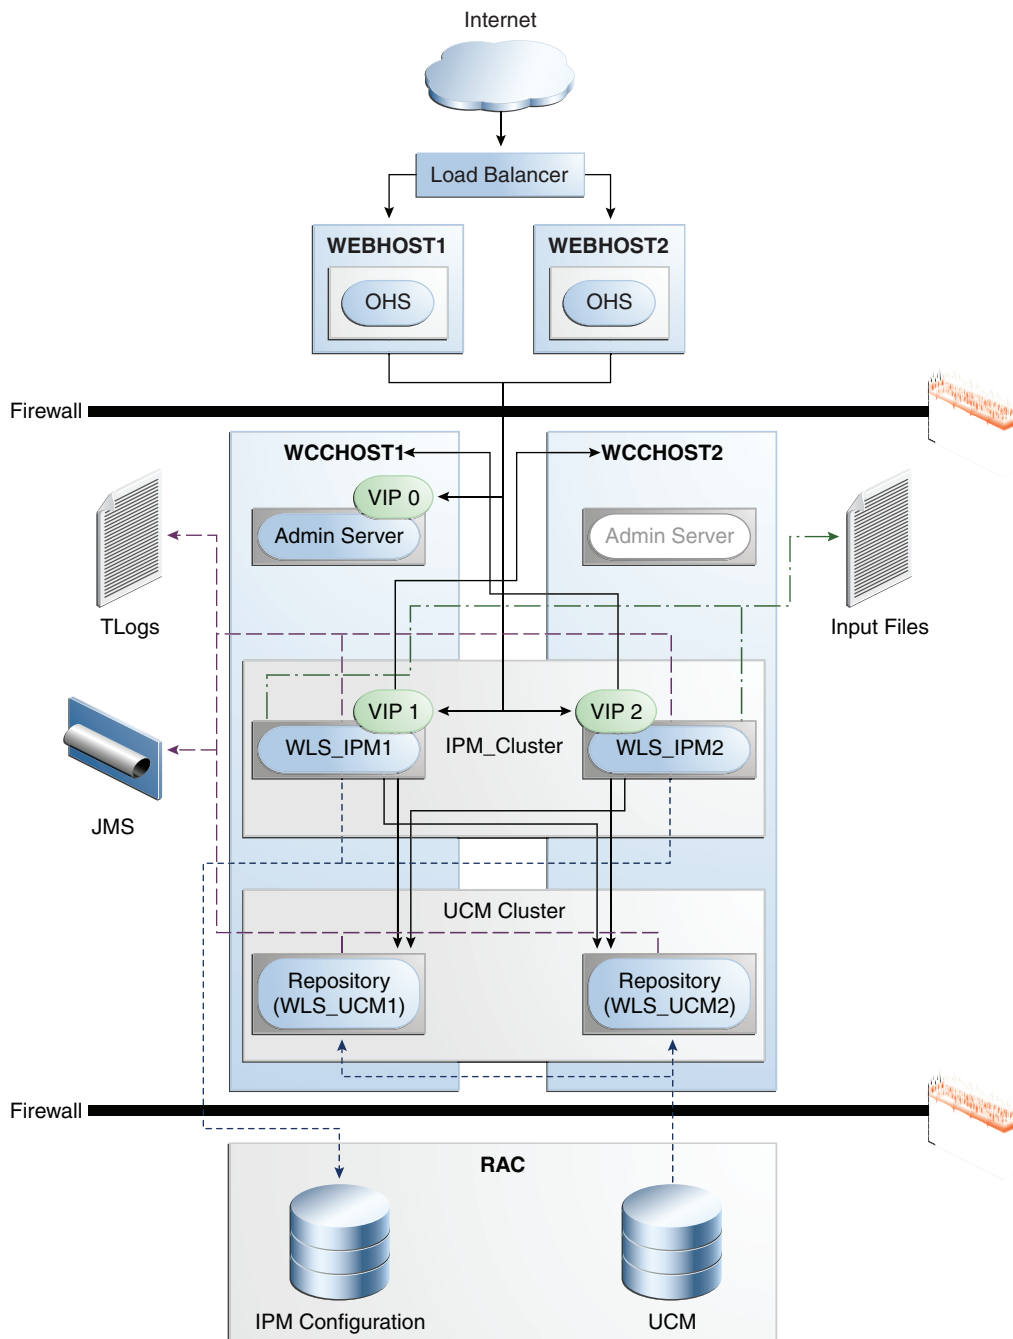 Internet
Load Balancer
WEBHOST1
WEBHOST2
OHS
OHS
Firewall
WCCHOST1
WCCHOST2
VIP 0
Admin Server
Admin Server
TLogs
Input Files
VIP 1
VIP 2
WLS_IPM1
IPM_Cluster
WLS_IPM2
JMS
UCM Cluster
Repository
(WLS_UCM1)
Repository
(WLS_UCM2)
Firewall
RAC
IPM Configuration
UCM